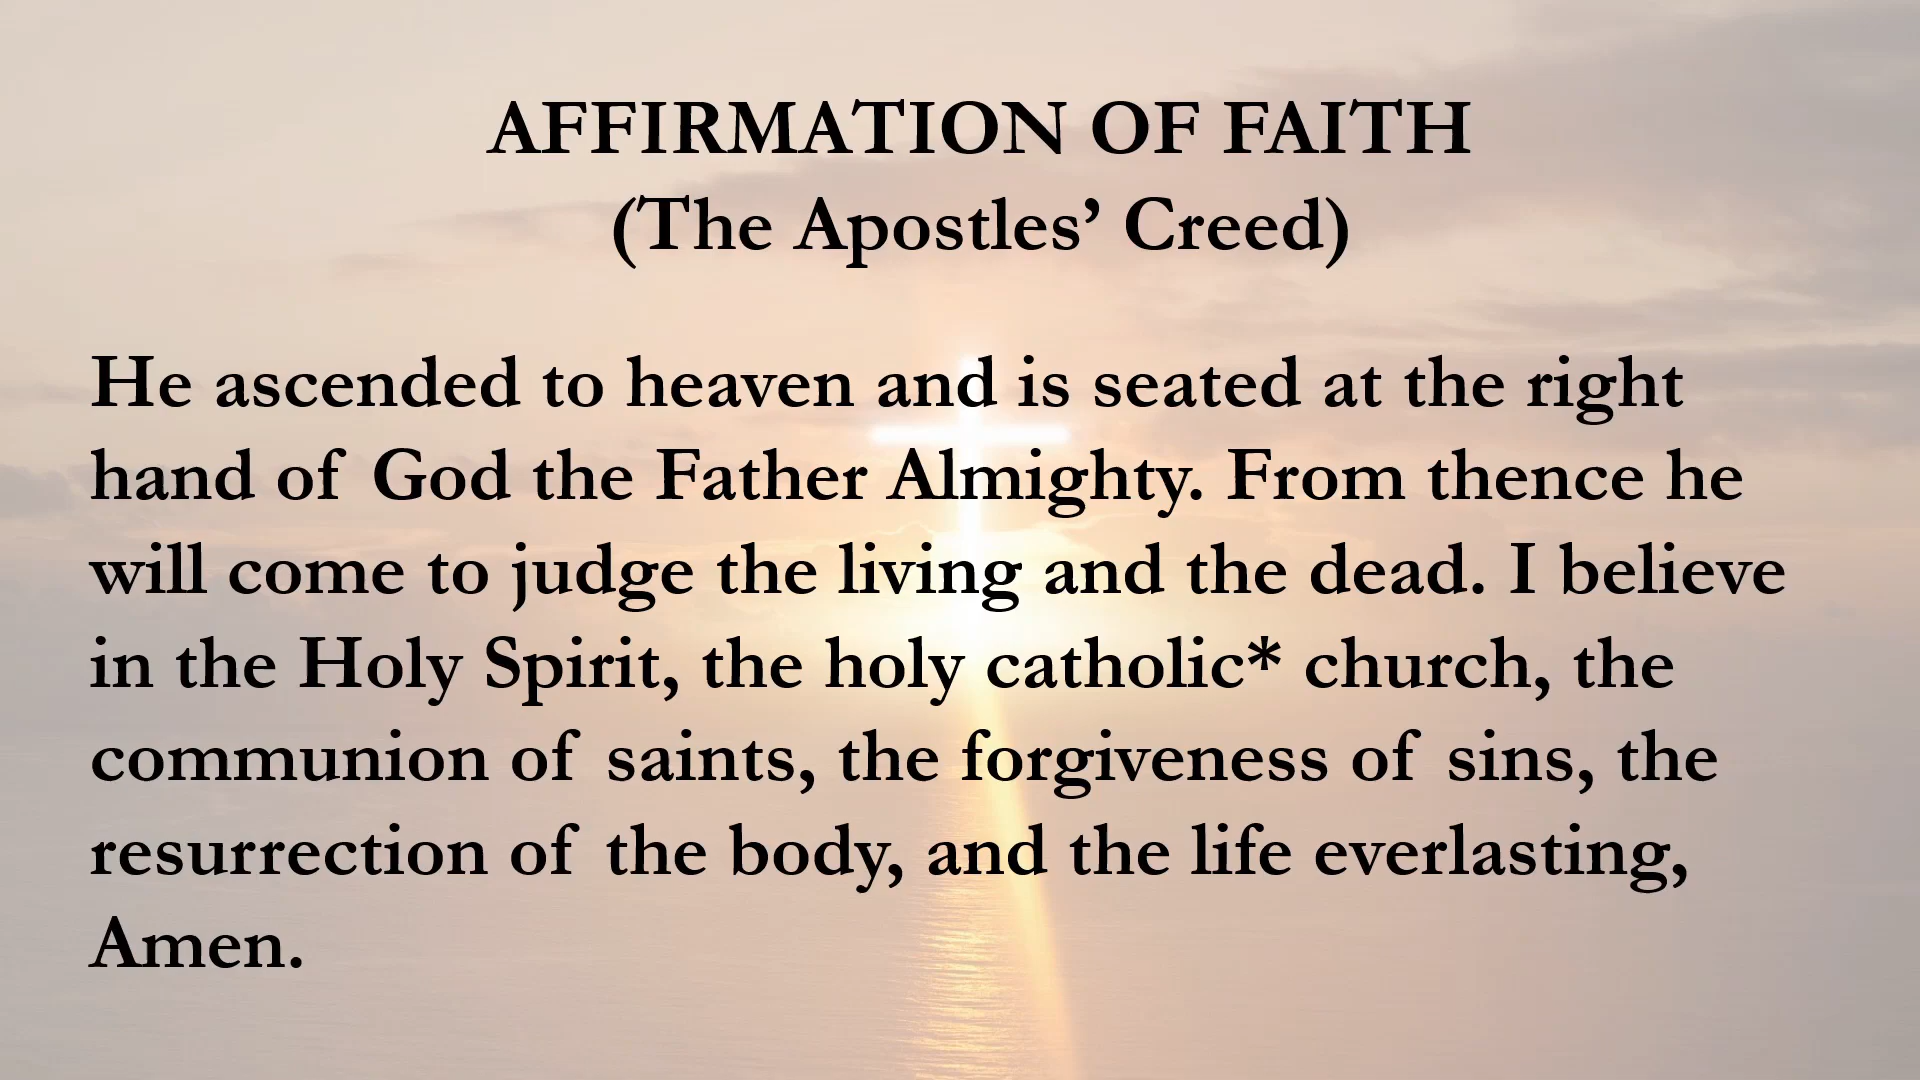 AFFIRMATION OF FAITH
(The Apostles’ Creed)
He ascended to heaven and is seated at the right
hand of God the Father Almighty. From thence he
will come to judge the living and the dead. I believe
in the Holy Spirit, the holy catholic* church, the
communion of saints, the forgiveness of sins, the
resurrection of the body, and the life everlasting,
Amen.